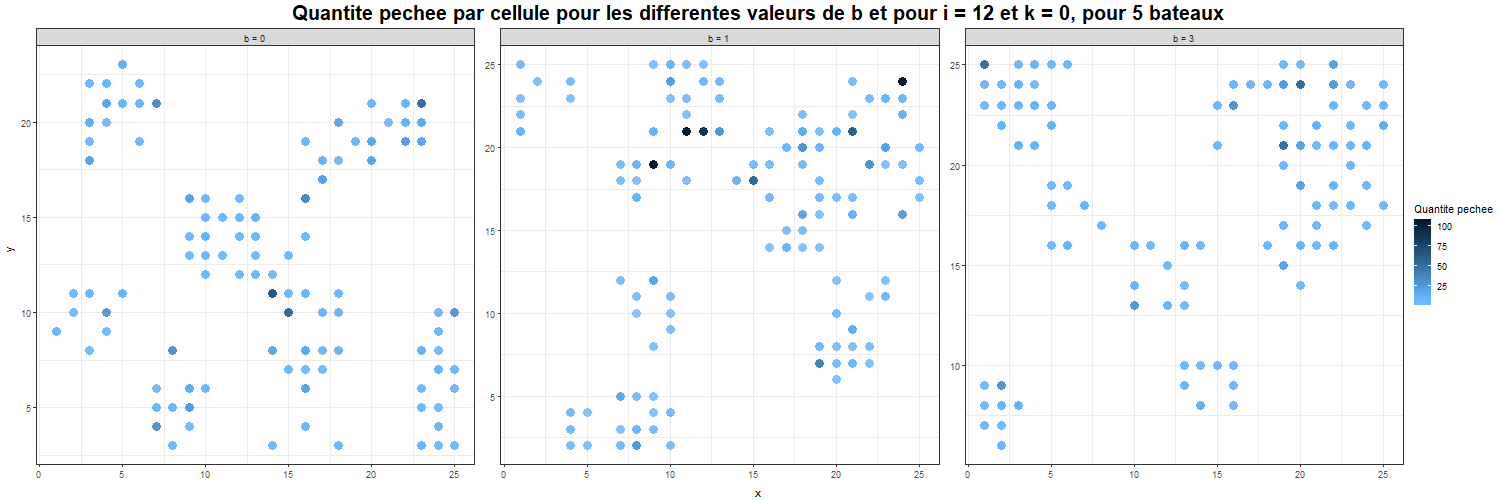 Quantite pechee par cellule pour les differentes valeurs de b et pour i = 12 et k = 0, pour 5 bateaux
b = 0
b = 1
b = 3
y
20
15
10
5
25
20
15
10
5
25
20
15
10
0 5 10 15 20 25
0 5 10 15 20 25
0 5 10 15 20 25
x
Quantite pechee
100
75
50
25